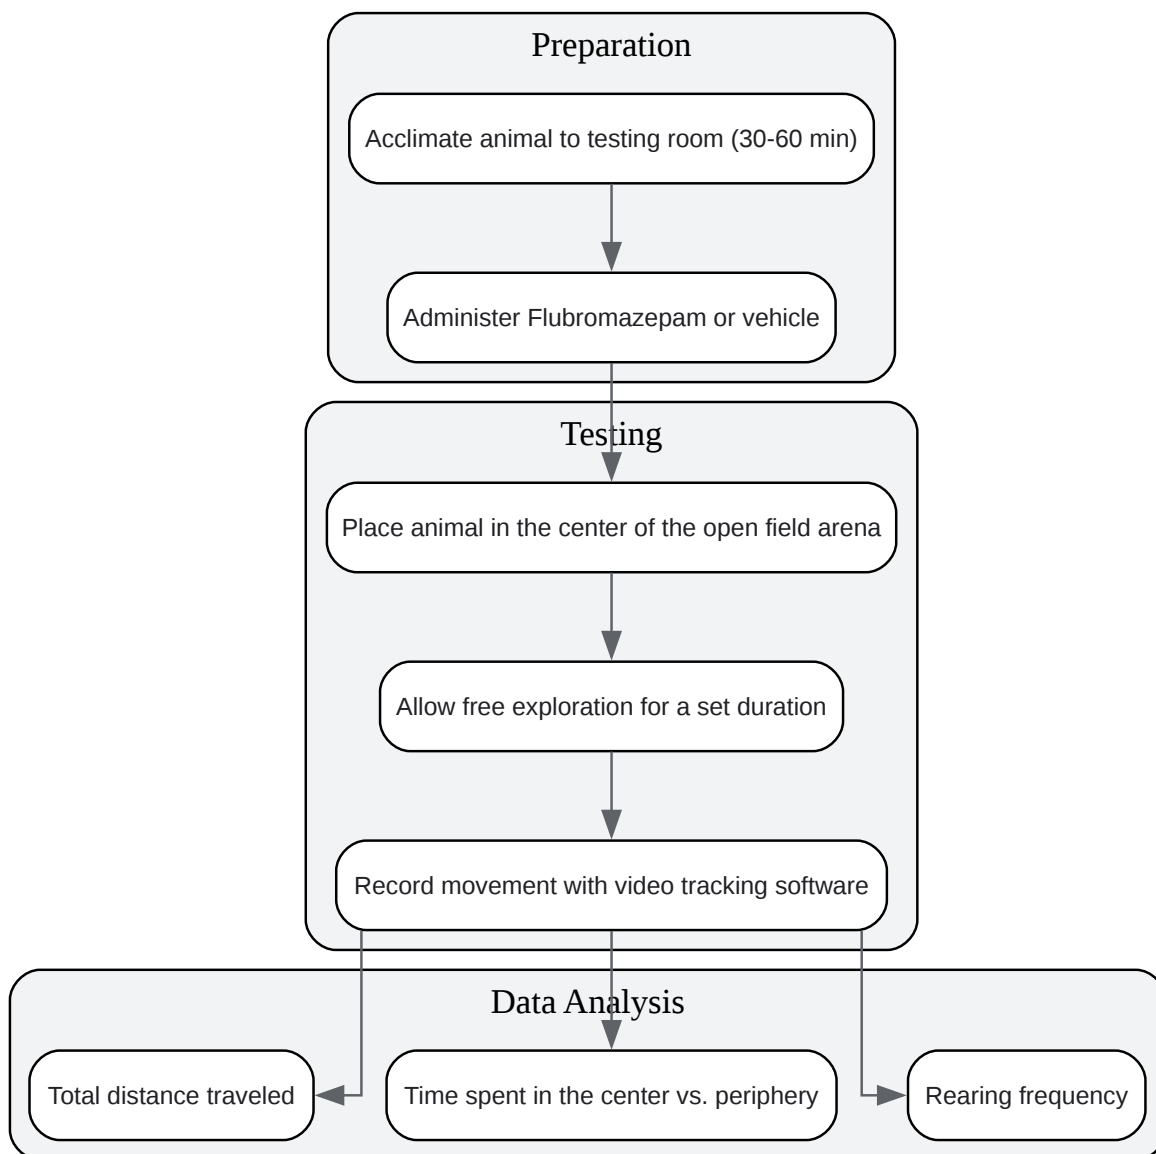 Preparation
Acclimate animal to testing room (30-60 min)
Administer Flubromazepam or vehicle
Testing
Place animal in the center of the open field arena
Allow free exploration for a set duration
Record movement with video tracking software
Data Analysis
Total distance traveled
Time spent in the center vs. periphery
Rearing frequency